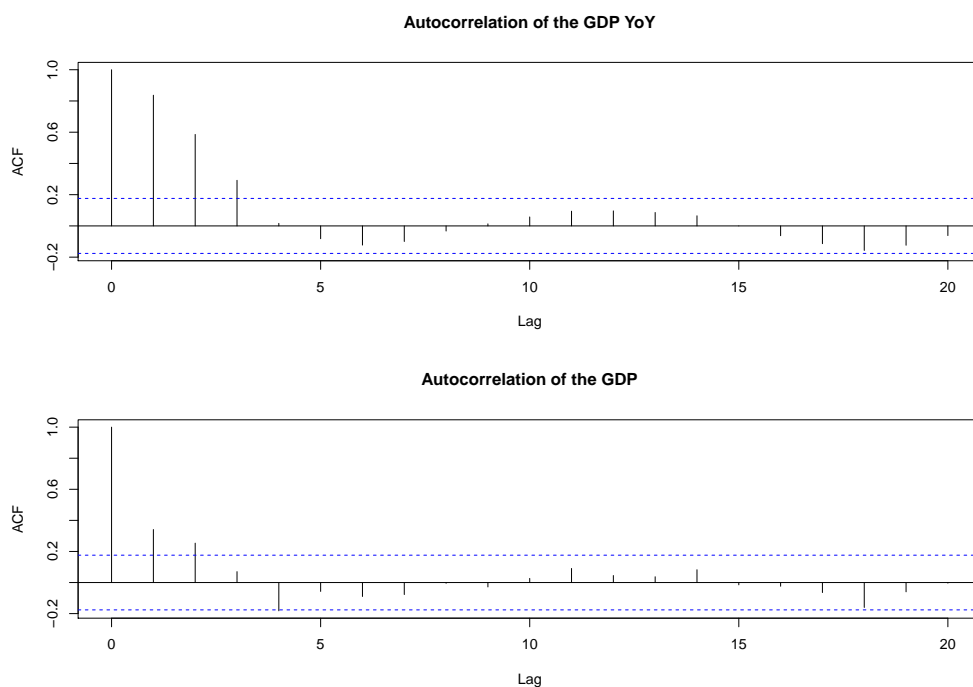 Autocorrelation of the GDP YoY
1.0
0.6
0.2
−0.2
ACF
0 5 10 15 20
Lag
Autocorrelation of the GDP
1.0
0.6
0.2
−0.2
ACF
0 5 10 15 20
Lag